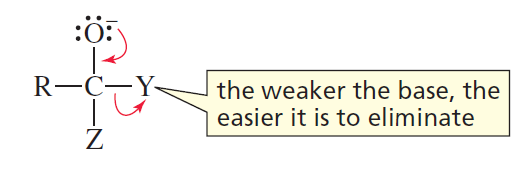 :Ö:⁻
R—C—Y
Z
the weaker the base, the
easier it is to eliminate